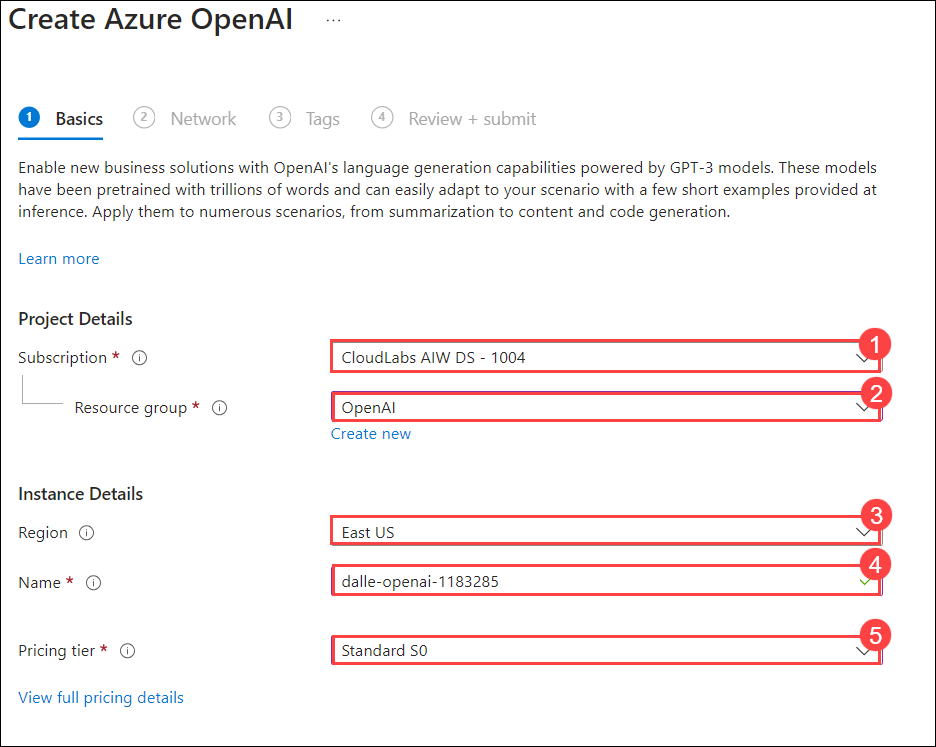 Create Azure OpenAI ...
1 Basics 2 Network 3 Tags 4 Review + submit
Enable new business solutions with OpenAI's language generation capabilities powered by GPT-3 models. These models
have been pretrained with trillions of words and can easily adapt to your scenario with a few short examples provided at
inference. Apply them to numerous scenarios, from summarization to content and code generation.
Learn more
Project Details
Subscription * CloudLabs AIW DS - 1004 1
Resource group * OpenAI 2
Create new
Instance Details
Region East US 3
Name * dalle-openai-1183285 4
Pricing tier * Standard S0 5
View full pricing details